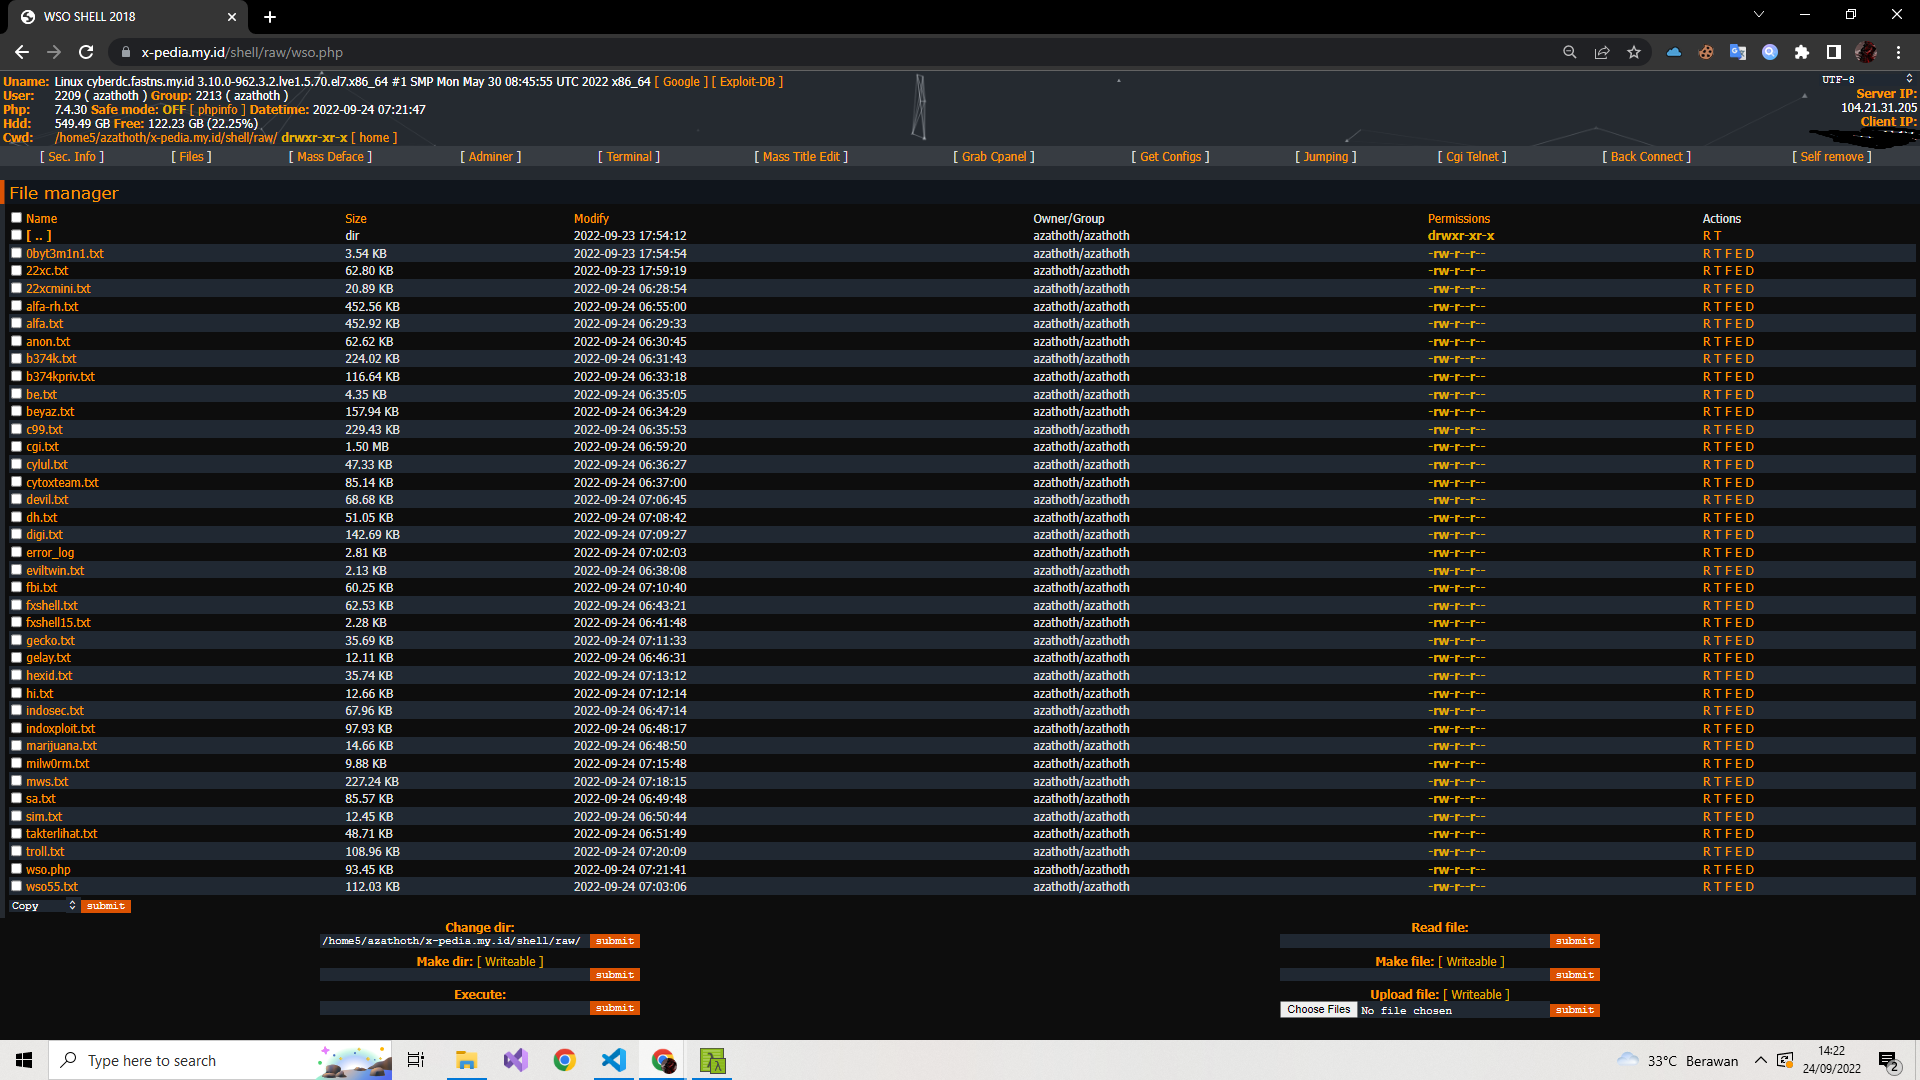 WSO SHELL 2018
x-pedia.my.id/shell/raw/wso.php
Uname: Linux cyberdc.fastns.my.id 3.10.0-962.3.2.lve1.5.70.el7.x86_64 #1 SMP Mon May 30 08:45:55 UTC 2022 x86_64 [ Google ] [ Exploit-DB ]
UTF-8
User: 2209 ( azathoth ) Group: 2213 ( azathoth )
Server IP:
Php: 7.4.30 Safe mode: OFF [ phpinfo ] Datetime: 2022-09-24 07:21:47
104.21.31.205
Hdd: 549.49 GB Free: 122.23 GB (22.25%)
Client IP:
Cwd: /home5/azathoth/x-pedia.my.id/shell/raw/ drwxr-xr-x [ home ]
[ Sec. Info ] [ Files ] [ Mass Deface ] [ Adminer ] [ Terminal ] [ Mass Title Edit ] [ Grab Cpanel ] [ Get Configs ] [ Jumping ] [ Cgi Telnet ] [ Back Connect ] [ Self remove ]
File manager
Name Size Modify Owner/Group Permissions Actions
[ .. ] dir 2022-09-23 17:54:12 azathoth/azathoth drwxr-xr-x R T
0byt3m1n1.txt 3.54 KB 2022-09-23 17:54:54 azathoth/azathoth -rw-r--r-- R T F E D
22xc.txt 62.80 KB 2022-09-23 17:59:19 azathoth/azathoth -rw-r--r-- R T F E D
22xcmini.txt 20.89 KB 2022-09-24 06:28:54 azathoth/azathoth -rw-r--r-- R T F E D
alfa-rh.txt 452.56 KB 2022-09-24 06:55:00 azathoth/azathoth -rw-r--r-- R T F E D
alfa.txt 452.92 KB 2022-09-24 06:29:33 azathoth/azathoth -rw-r--r-- R T F E D
anon.txt 62.62 KB 2022-09-24 06:30:45 azathoth/azathoth -rw-r--r-- R T F E D
b374k.txt 224.02 KB 2022-09-24 06:31:43 azathoth/azathoth -rw-r--r-- R T F E D
b374kpriv.txt 116.64 KB 2022-09-24 06:33:18 azathoth/azathoth -rw-r--r-- R T F E D
be.txt 4.35 KB 2022-09-24 06:35:05 azathoth/azathoth -rw-r--r-- R T F E D
beyaz.txt 157.94 KB 2022-09-24 06:34:29 azathoth/azathoth -rw-r--r-- R T F E D
c99.txt 229.43 KB 2022-09-24 06:35:53 azathoth/azathoth -rw-r--r-- R T F E D
cgi.txt 1.50 MB 2022-09-24 06:59:20 azathoth/azathoth -rw-r--r-- R T F E D
cylul.txt 47.33 KB 2022-09-24 06:36:27 azathoth/azathoth -rw-r--r-- R T F E D
cytoxteam.txt 85.14 KB 2022-09-24 06:37:00 azathoth/azathoth -rw-r--r-- R T F E D
devil.txt 68.68 KB 2022-09-24 07:06:45 azathoth/azathoth -rw-r--r-- R T F E D
dh.txt 51.05 KB 2022-09-24 07:08:42 azathoth/azathoth -rw-r--r-- R T F E D
digi.txt 142.69 KB 2022-09-24 07:09:27 azathoth/azathoth -rw-r--r-- R T F E D
error_log 2.81 KB 2022-09-24 07:02:03 azathoth/azathoth -rw-r--r-- R T F E D
eviltwin.txt 2.13 KB 2022-09-24 06:38:08 azathoth/azathoth -rw-r--r-- R T F E D
fbi.txt 60.25 KB 2022-09-24 07:10:40 azathoth/azathoth -rw-r--r-- R T F E D
fxshell.txt 62.53 KB 2022-09-24 06:43:21 azathoth/azathoth -rw-r--r-- R T F E D
fxshell15.txt 2.28 KB 2022-09-24 06:41:48 azathoth/azathoth -rw-r--r-- R T F E D
gecko.txt 35.69 KB 2022-09-24 07:11:33 azathoth/azathoth -rw-r--r-- R T F E D
gelay.txt 12.11 KB 2022-09-24 06:46:31 azathoth/azathoth -rw-r--r-- R T F E D
hexid.txt 35.74 KB 2022-09-24 07:13:12 azathoth/azathoth -rw-r--r-- R T F E D
hi.txt 12.66 KB 2022-09-24 07:12:14 azathoth/azathoth -rw-r--r-- R T F E D
indosec.txt 67.96 KB 2022-09-24 06:47:14 azathoth/azathoth -rw-r--r-- R T F E D
indoxploit.txt 97.93 KB 2022-09-24 06:48:17 azathoth/azathoth -rw-r--r-- R T F E D
marijuana.txt 14.66 KB 2022-09-24 06:48:50 azathoth/azathoth -rw-r--r-- R T F E D
milw0rm.txt 9.88 KB 2022-09-24 07:15:48 azathoth/azathoth -rw-r--r-- R T F E D
mws.txt 227.24 KB 2022-09-24 07:18:15 azathoth/azathoth -rw-r--r-- R T F E D
sa.txt 85.57 KB 2022-09-24 06:49:48 azathoth/azathoth -rw-r--r-- R T F E D
sim.txt 12.45 KB 2022-09-24 06:50:44 azathoth/azathoth -rw-r--r-- R T F E D
takterlihat.txt 48.71 KB 2022-09-24 06:51:49 azathoth/azathoth -rw-r--r-- R T F E D
troll.txt 108.96 KB 2022-09-24 07:20:09 azathoth/azathoth -rw-r--r-- R T F E D
wso.php 93.45 KB 2022-09-24 07:21:41 azathoth/azathoth -rw-r--r-- R T F E D
wso55.txt 112.03 KB 2022-09-24 07:03:06 azathoth/azathoth -rw-r--r-- R T F E D
Copy submit
Change dir: Read file:
/home5/azathoth/x-pedia.my.id/shell/raw/ submit submit
Make dir: [ Writeable ] Make file: [ Writeable ]
submit submit
Execute: Upload file: [ Writeable ]
submit Choose Files No file chosen submit
Type here to search
33°C Berawan
14:22
24/09/2022
2